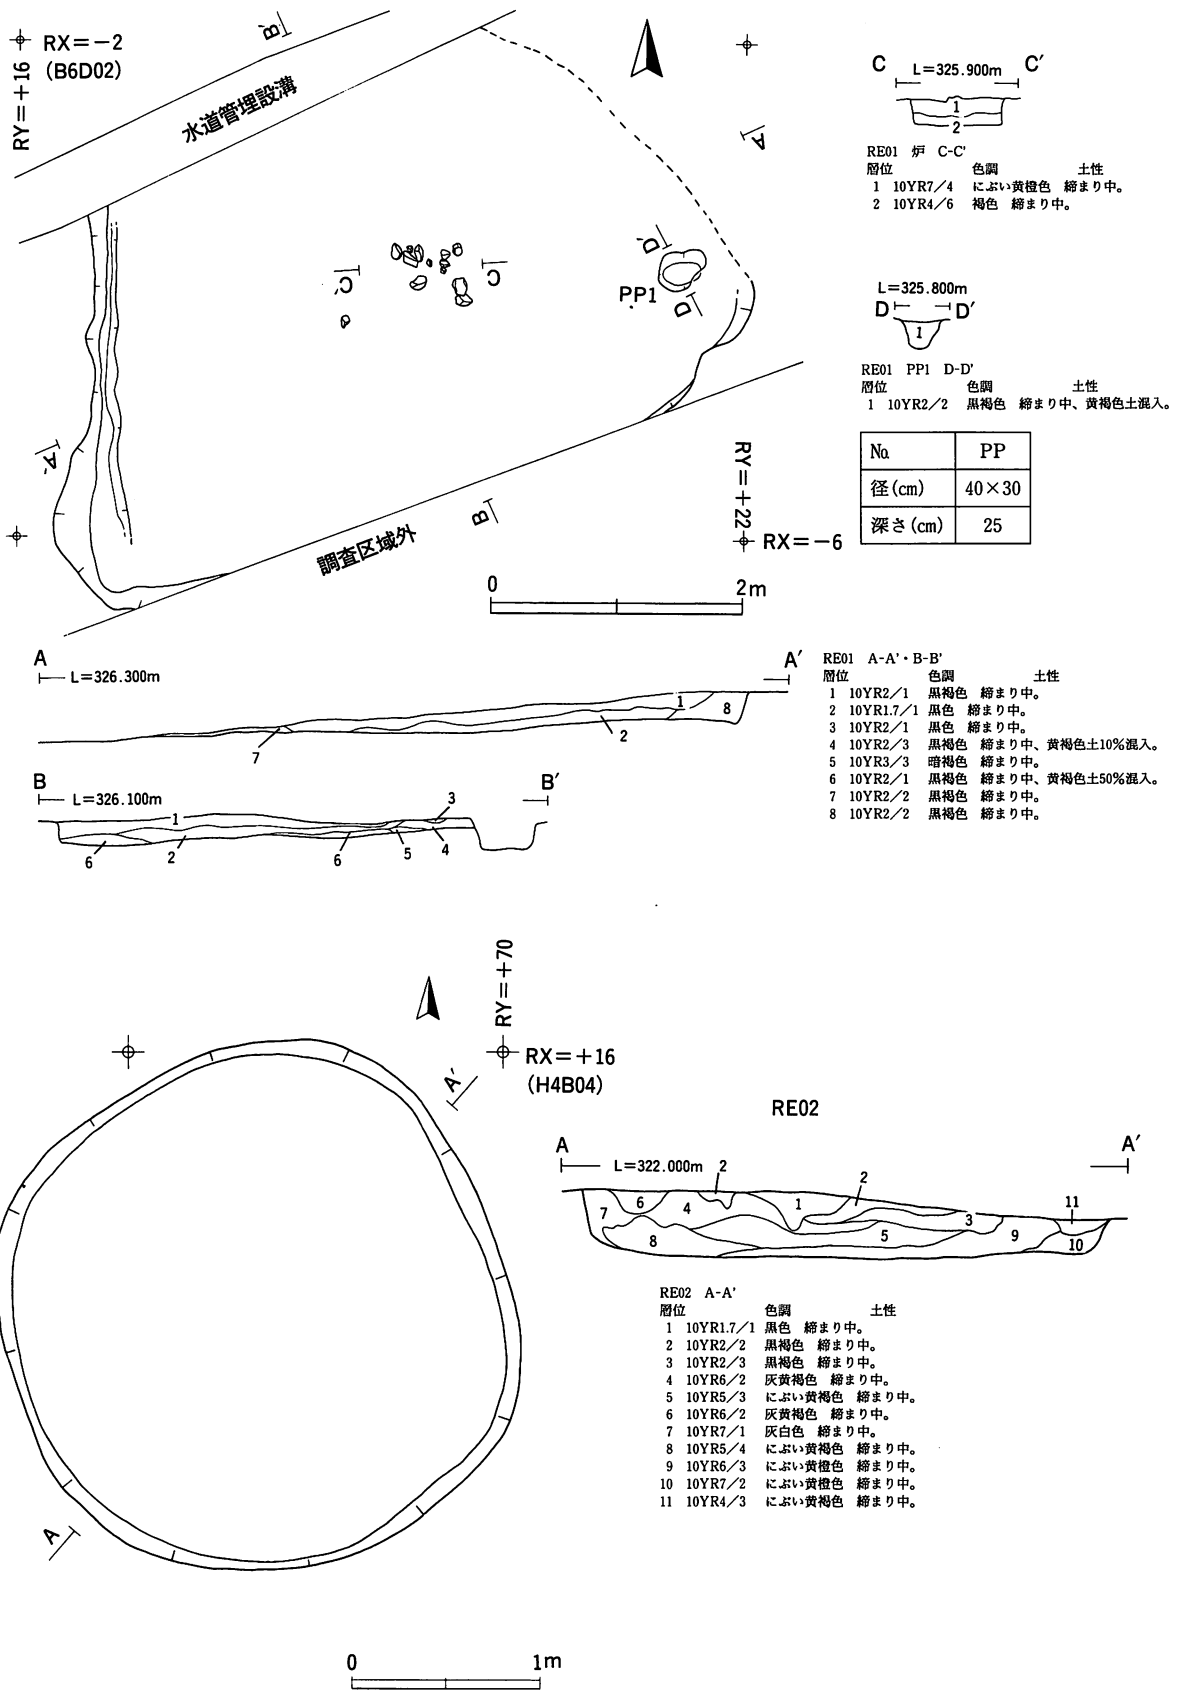 RX=−2
(B6D02)
RY=+16
B′
水道管埋設溝
A
D′
PP1
D
C′
C
A′
B
調査区域外
RY=+22
RX=−6
0 2m
C L=325.900m C′
1
2
RE01 炉 C-C'
層位 色調 土性
1 10YR7/4 にぶい黄橙色 締まり中。
2 10YR4/6 褐色 締まり中。
L=325.800m
D D′
1
RE01 PP1 D-D'
層位 色調 土性
1 10YR2/2 黒褐色 締まり中、黄褐色土混入。
No. PP
径(cm) 40×30
深さ(cm) 25
A A′
L=326.300m
1
8
7
2
B B′
L=326.100m
1
3
6 2 6 5 4
RE01 A-A'・B-B'
層位 色調 土性
1 10YR2/1 黒褐色 締まり中。
2 10YR1.7/1 黒色 締まり中。
3 10YR2/1 黒色 締まり中。
4 10YR2/3 黒褐色 締まり中、黄褐色土10%混入。
5 10YR3/3 暗褐色 締まり中。
6 10YR2/1 黒褐色 締まり中、黄褐色土50%混入。
7 10YR2/2 黒褐色 締まり中。
8 10YR2/2 黒褐色 締まり中。
RY=+70
RX=+16
(H4B04)
A′
A
RE02
A A′
L=322.000m 2
2
7 6 4 1 3 11
8 5 9 10
RE02 A-A'
層位 色調 土性
1 10YR1.7/1 黒色 締まり中。
2 10YR2/2 黒褐色 締まり中。
3 10YR2/3 黒褐色 締まり中。
4 10YR6/2 灰黄褐色 締まり中。
5 10YR5/3 にぶい黄褐色 締まり中。
6 10YR6/2 灰黄褐色 締まり中。
7 10YR7/1 灰白色 締まり中。
8 10YR5/4 にぶい黄褐色 締まり中。
9 10YR6/3 にぶい黄橙色 締まり中。
10 10YR7/2 にぶい黄橙色 締まり中。
11 10YR4/3 にぶい黄褐色 締まり中。
0 1m